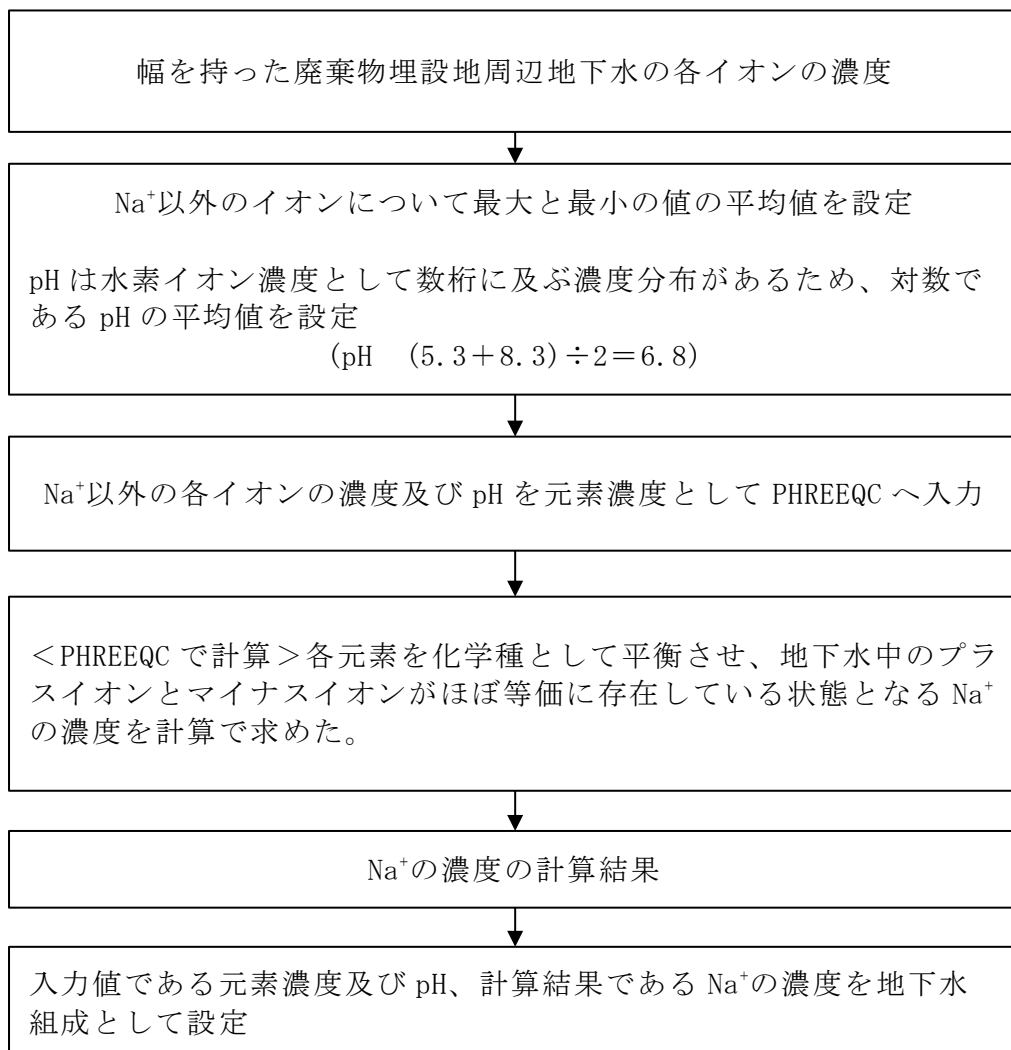 幅を持った廃棄物埋設地周辺地下水の各イオンの濃度
Na⁺以外のイオンについて最大と最小の値の平均値を設定
pHは水素イオン濃度として数桁に及ぶ濃度分布があるため、対数で
あるpHの平均値を設定
(pH (5.3+8.3)÷2=6.8)
Na⁺以外の各イオンの濃度及びpHを元素濃度としてPHREEQCへ入力
<PHREEQCで計算>各元素を化学種として平衡させ、地下水中のプラ
スイオンとマイナスイオンがほぼ等価に存在している状態となるNa⁺
の濃度を計算で求めた。
Na⁺の濃度の計算結果
入力値である元素濃度及びpH、計算結果であるNa⁺の濃度を地下水
組成として設定